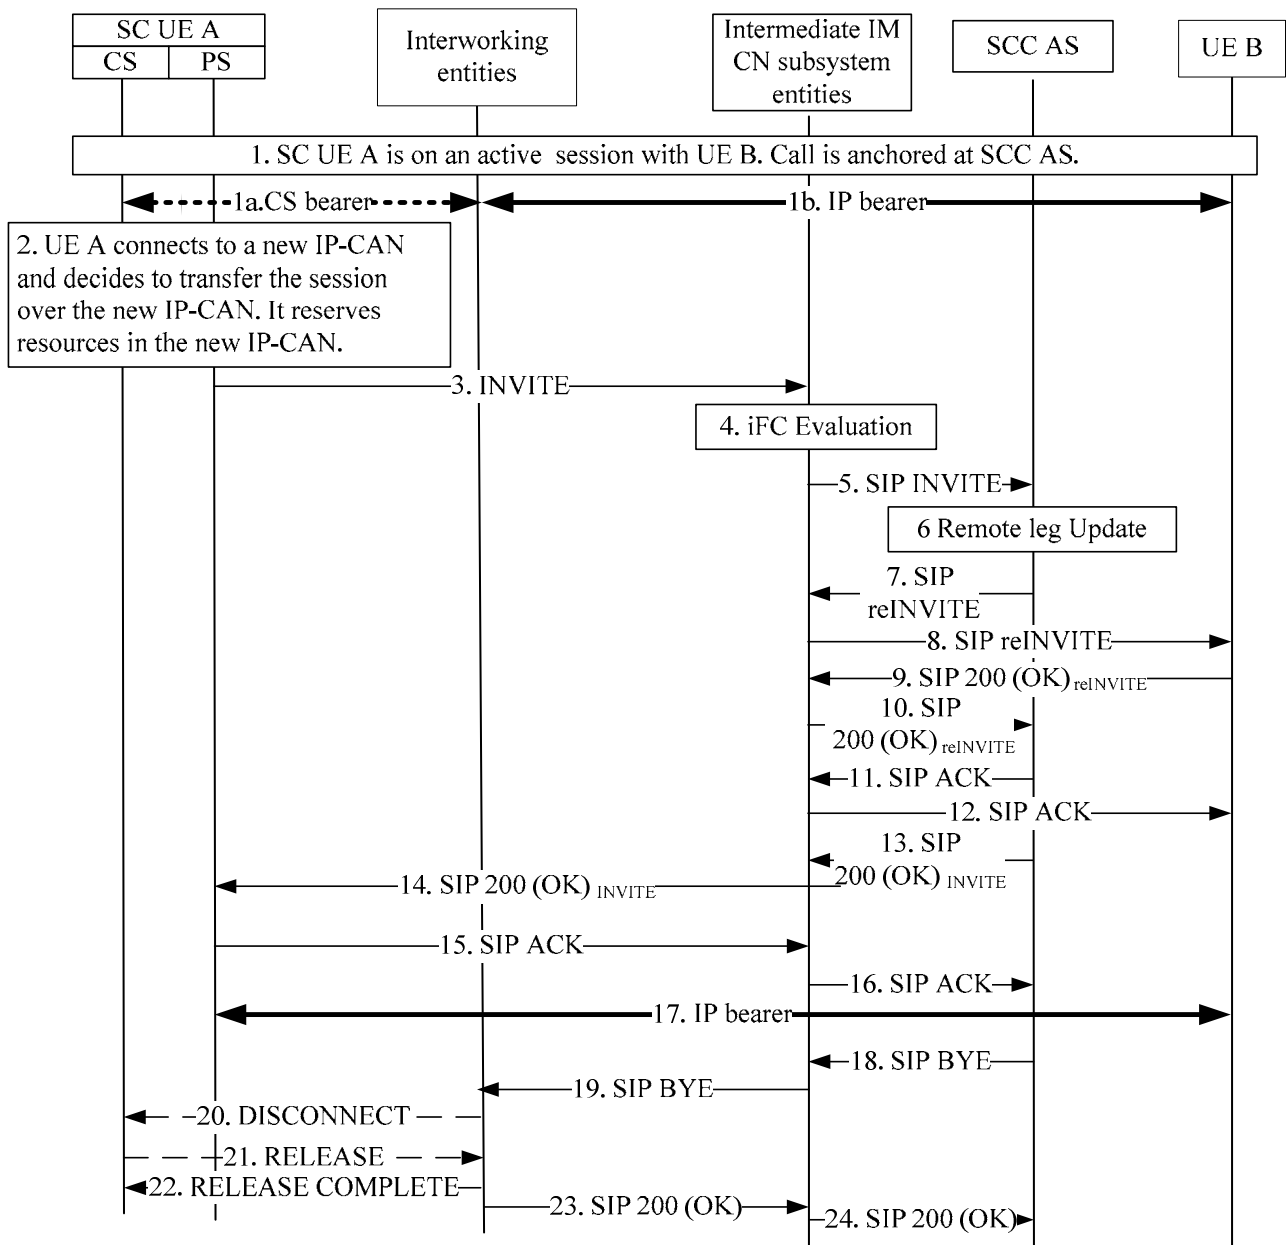 SC UE A
CS
PS
Interworking
entities
Intermediate IM
CN subsystem
entities
SCC AS
UE B
1. SC UE A is on an active session with UE B. Call is anchored at SCC AS.
1a.CS bearer
1b. IP bearer
2. UE A connects to a new IP-CAN
and decides to transfer the session
over the new IP-CAN. It reserves
resources in the new IP-CAN.
3. INVITE
4. iFC Evaluation
5. SIP INVITE
6 Remote leg Update
7. SIP
reINVITE
8. SIP reINVITE
9. SIP 200 (OK) reINVITE
10. SIP
200 (OK) reINVITE
11. SIP ACK
12. SIP ACK
13. SIP
200 (OK) INVITE
14. SIP 200 (OK) INVITE
15. SIP ACK
16. SIP ACK
17. IP bearer
18. SIP BYE
19. SIP BYE
20. DISCONNECT
21. RELEASE
22. RELEASE COMPLETE
23. SIP 200 (OK)
24. SIP 200 (OK)